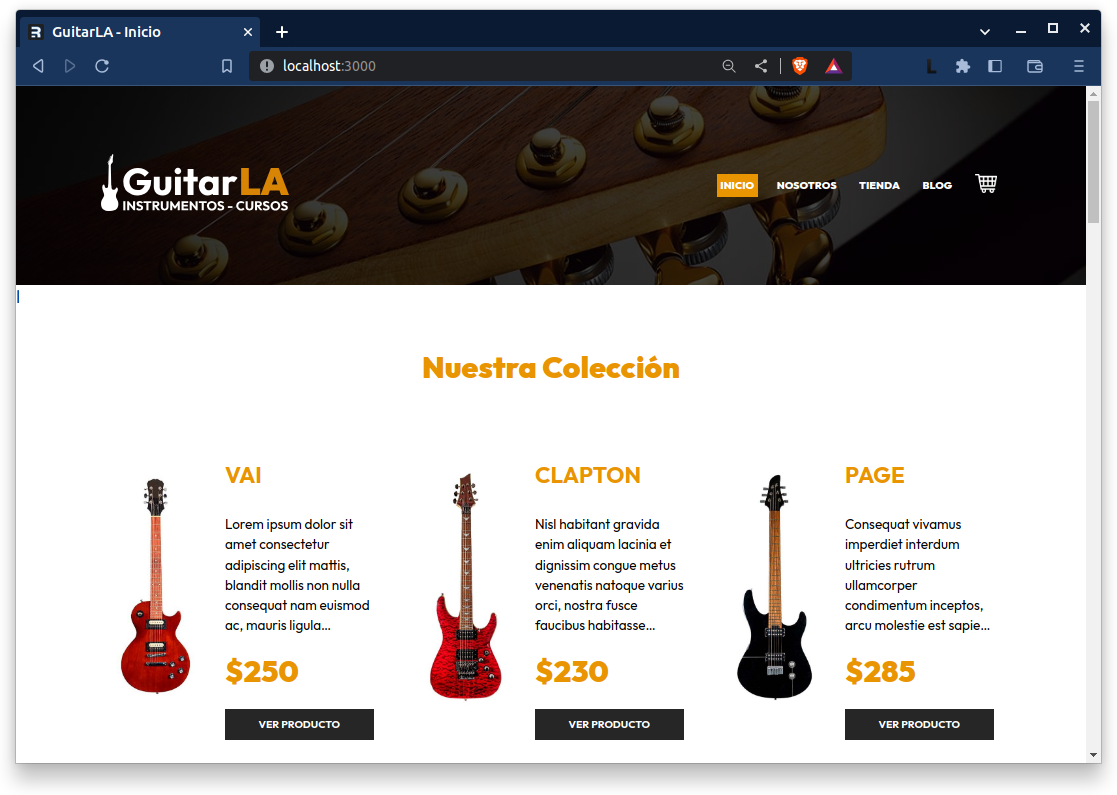 GuitarLA - Inicio
localhost:3000
GuitarLA
INSTRUMENTOS - CURSOS
INICIO NOSOTROS TIENDA BLOG
Nuestra Colección
VAI
Lorem ipsum dolor sit
amet consectetur
adipiscing elit mattis,
blandit mollis non nulla
consequat nam euismod
ac, mauris ligula...
$250
VER PRODUCTO
CLAPTON
Nisl habitant gravida
enim aliquam lacinia et
dignissim congue metus
venenatis natoque varius
orci, nostra fusce
faucibus habitasse...
$230
VER PRODUCTO
PAGE
Consequat vivamus
imperdiet interdum
ultricies rutrum
ullamcorper
condimentum inceptos,
arcu molestie est sapie...
$285
VER PRODUCTO